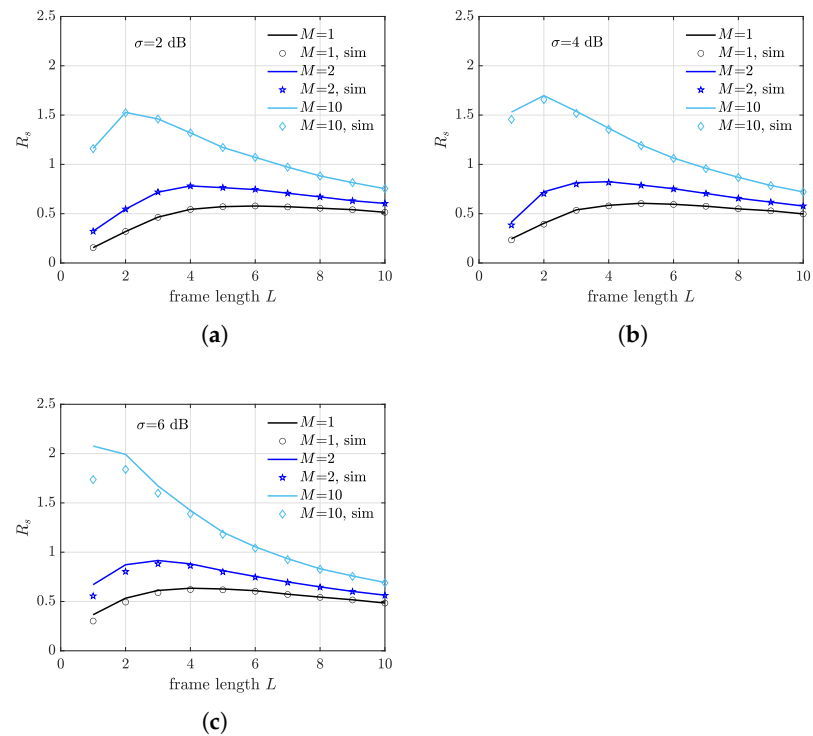 2.5
2
1.5
1
0.5
0
R_s
σ=2 dB
M=1
M=1, sim
M=2
M=2, sim
M=10
M=10, sim
0 2 4 6 8 10
frame length L
(a)
2.5
2
1.5
1
0.5
0
R_s
σ=4 dB
M=1
M=1, sim
M=2
M=2, sim
M=10
M=10, sim
0 2 4 6 8 10
frame length L
(b)
2.5
2
1.5
1
0.5
0
R_s
σ=6 dB
M=1
M=1, sim
M=2
M=2, sim
M=10
M=10, sim
0 2 4 6 8 10
frame length L
(c)